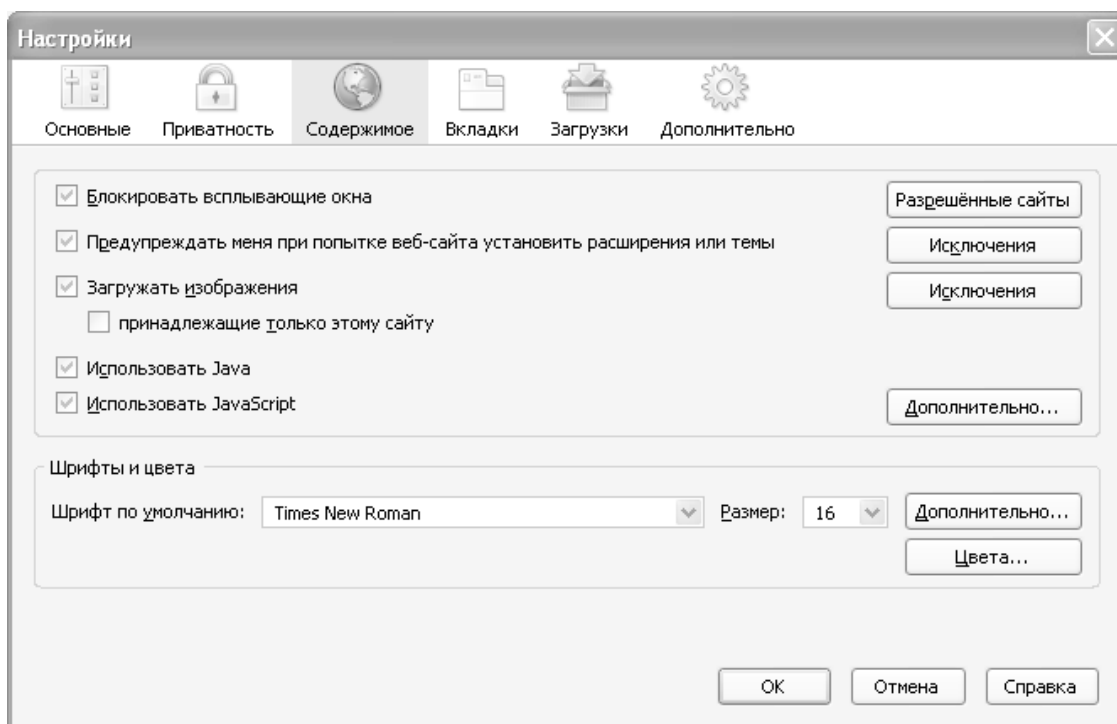 Настройки
Основные Приватность Содержимое Вкладки Загрузки Дополнительно
Блокировать всплывающие окна Разрешённые сайты
Предупреждать меня при попытке веб-сайта установить расширения или темы Исключения
Загружать изображения Исключения
принадлежащие только этому сайту
Использовать Java
Использовать JavaScript Дополнительно...
Шрифты и цвета
Шрифт по умолчанию: Times New Roman Размер: 16 Дополнительно...
Цвета...
OK Отмена Справка